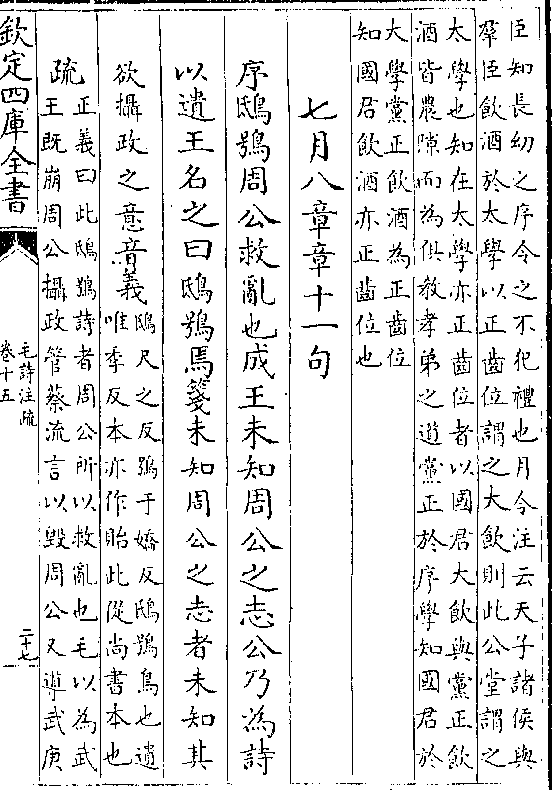 臣知長幼之序令之不犯禮也月令注云天子諸侯與
羣臣飲酒於太學以正齒位謂之大飲則此公堂謂之
太學也知在太學亦正齒位者以國君大飲與黨正飲
酒皆農隙而為俱教孝弟之道黨正於序學知國君於
大學黨正飲酒為正齒位
知國君飲酒亦正齒位也
七月八章章十一句
序鴟鴞周公救亂也成王未知周公之志公乃為詩
以遺王名之曰鴟鴞焉箋未知周公之志者未知其
欲攝政之意音義鴟尺之反鴞于嬌反鴟鴞鳥也遺
唯季反本亦作貽此從尚書本也
疏正義曰此鴟鴞詩者周公所以救亂也毛以為武
王既崩周公攝政管蔡流言以毀周公又導武庚
欽定四庫全書
毛詩注疏
卷十五
二十七